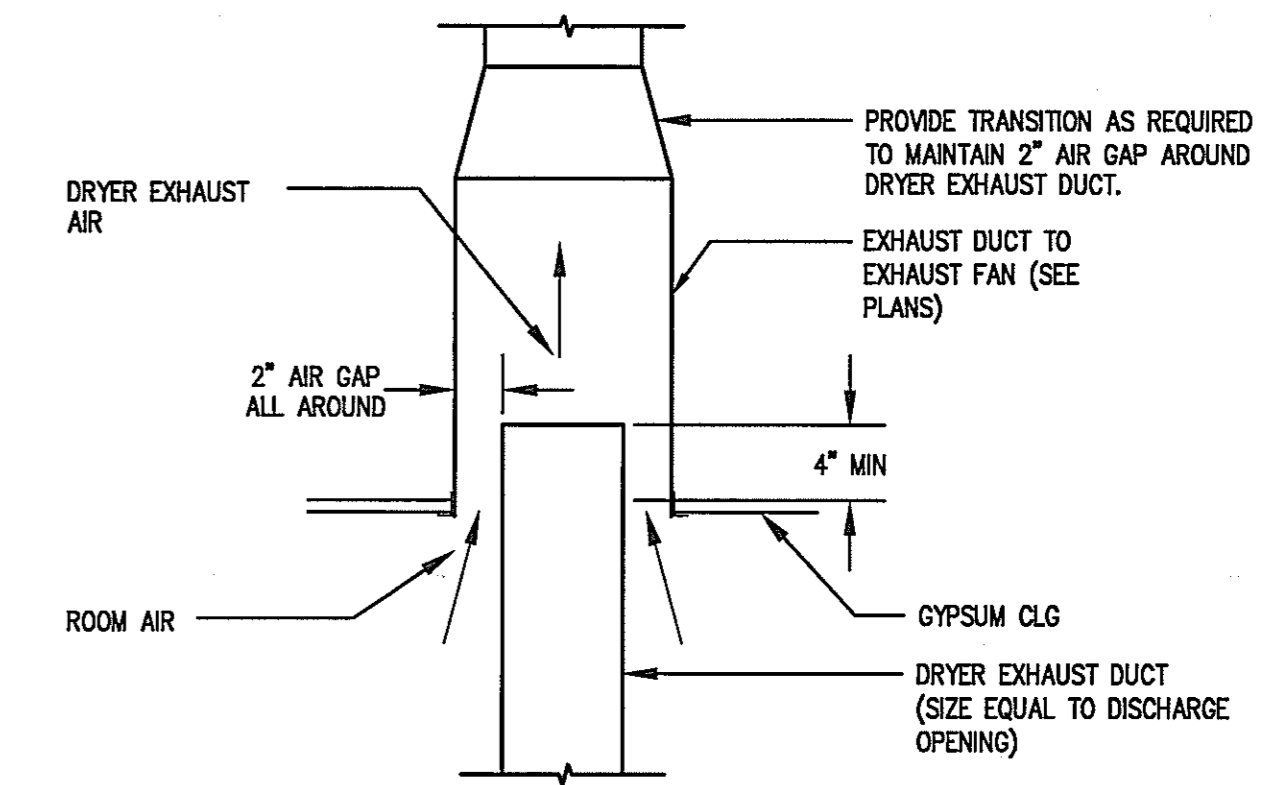 PROVIDE TRANSITION AS REQUIRED
TO MAINTAIN 2" AIR GAP AROUND
DRYER EXHAUST DUCT.
DRYER EXHAUST
AIR
EXHAUST DUCT TO
EXHAUST FAN (SEE
PLANS)
2" AIR GAP
ALL AROUND
4" MIN
ROOM AIR
GYPSUM CLG
DRYER EXHAUST DUCT
(SIZE EQUAL TO DISCHARGE
OPENING)